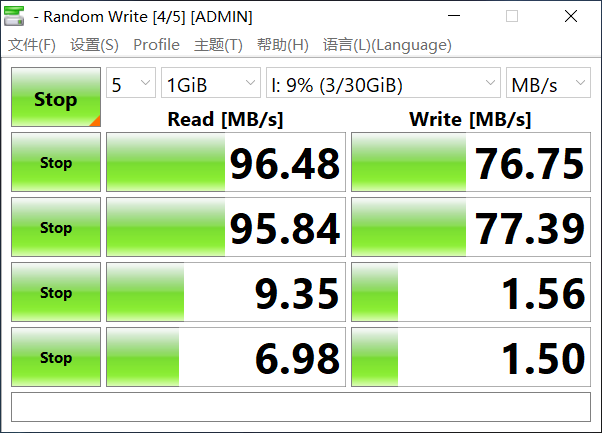 - Random Write [4/5] [ADMIN]
文件(F) 设置(S) Profile 主题(T) 帮助(H) 语言(L)(Language)
Stop 5 1GiB I: 9% (3/30GiB) MB/s
Read [MB/s] Write [MB/s]
Stop 96.48 76.75
Stop 95.84 77.39
Stop 9.35 1.56
Stop 6.98 1.50